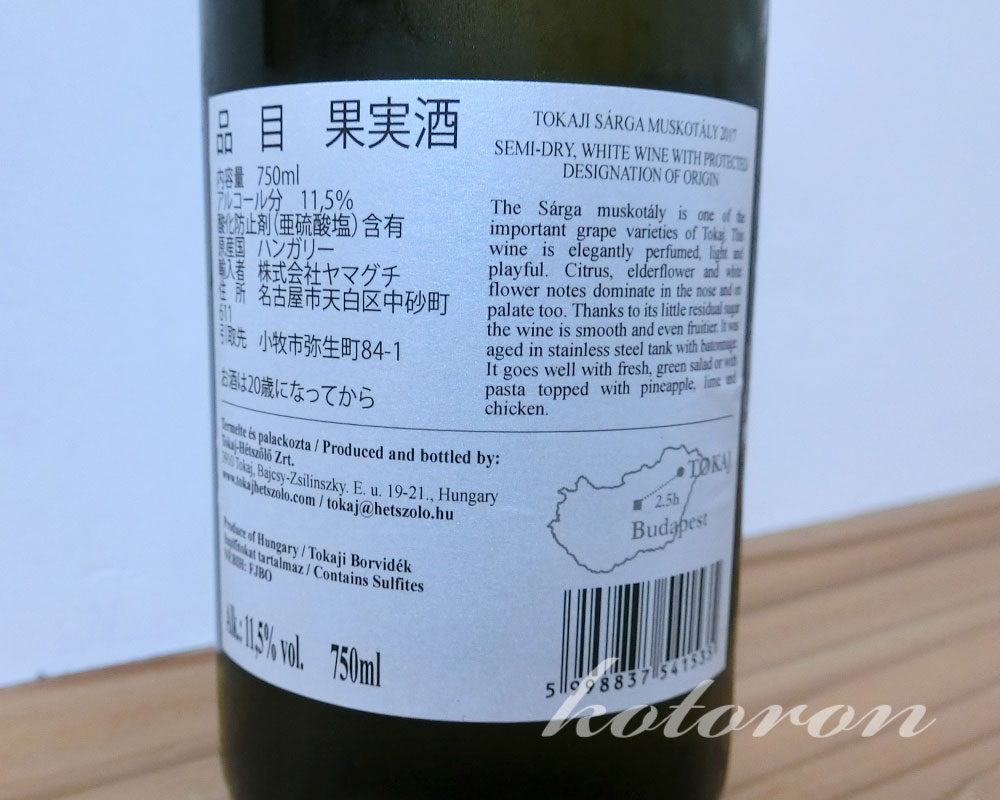 品 目 果実酒
内容量 750ml
アルコール分 11,5%
酸化防止剤(亜硫酸塩)含有
原産国 ハンガリー
輸入者 株式会社ヤマグチ
住 所 名古屋市天白区中砂町
611
引取先 小牧市弥生町84-1
お酒は20歳になってから
TOKAJI SÁRGA MUSKOTÁLY 2017
SEMI-DRY, WHITE WINE WITH PROTECTED
DESIGNATION OF ORIGIN
The Sárga muskotály is one of the
important grape varieties of Tokaj. This
wine is elegantly perfumed, light and
playful. Citrus, elderflower and white
flower notes dominate in the nose and on
palate too. Thanks to its little residual sugar
the wine is smooth and even fruitier. It was
aged in stainless steel tank with batonnage.
It goes well with fresh, green salad or with
pasta topped with pineapple, lime and
chicken.
Termelte és palackozta / Produced and bottled by:
Tokaj-Hétszőlő Zrt.
3910 Tokaj, Bajcsy-Zsilinszky. E. u. 19-21., Hungary
www.tokajhetszolo.com / tokaj@hetszolo.hu
Produce of Hungary / Tokaji Borvidék
tartalmaz / Contains Sulfites
FJBO
Alk.: 11,5% vol. 750ml
TOKAJ
2.5h
Budapest
5 998837 541535
kotoron